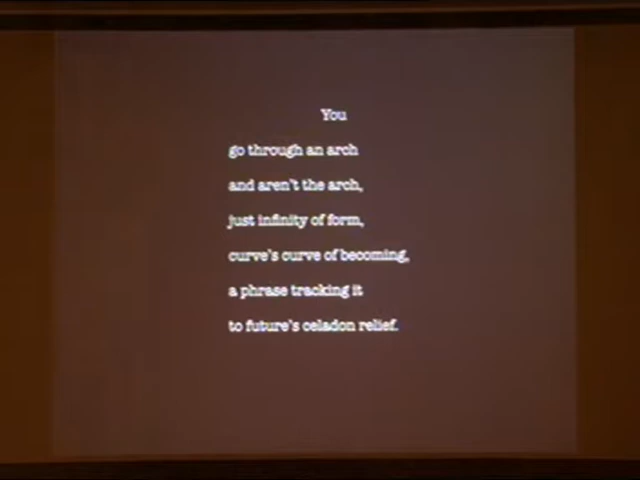 You
go through an arch
and aren't the arch,
just infinity of form,
curve's curve of becoming,
a phrase tracking it
to future's celadon relief.